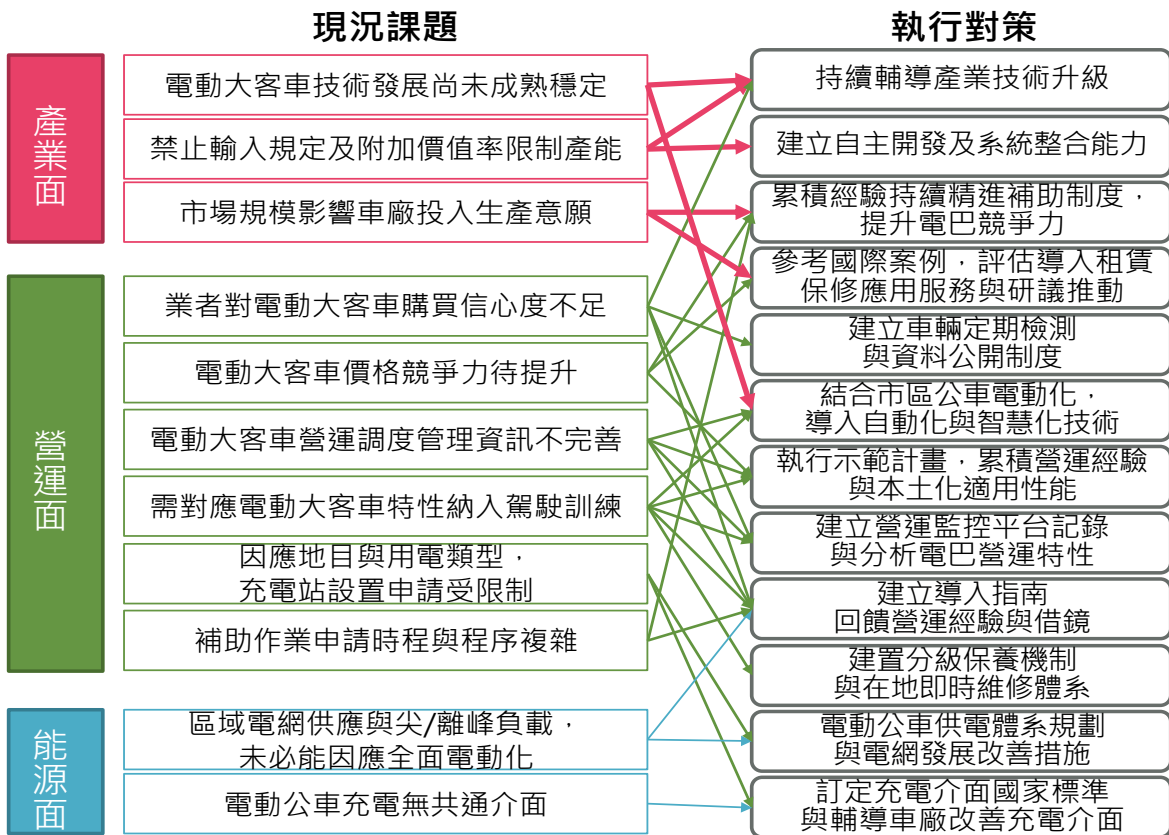 現況課題
執行對策
產業面
電動大客車技術發展尚未成熟穩定
禁止輸入規定及附加價值率限制產能
市場規模影響車廠投入生產意願
營運面
業者對電動大客車購買信心度不足
電動大客車價格競爭力待提升
電動大客車營運調度管理資訊不完善
需對應電動大客車特性納入駕駛訓練
因應地目與用電類型，
充電站設置申請受限制
補助作業申請時程與程序複雜
能源面
區域電網供應與尖/離峰負載，
未必能因應全面電動化
電動公車充電無共通介面
持續輔導產業技術升級
建立自主開發及系統整合能力
累積經驗持續精進補助制度，
提升電巴競爭力
參考國際案例，評估導入租賃
保修應用服務與研議推動
建立車輛定期檢測
與資料公開制度
結合市區公車電動化，
導入自動化與智慧化技術
執行示範計畫，累積營運經驗
與本土化適用性能
建立營運監控平台記錄
與分析電巴營運特性
建立導入指南
回饋營運經驗與借鏡
建置分級保養機制
與在地即時維修體系
電動公車供電體系規劃
與電網發展改善措施
訂定充電介面國家標準
與輔導車廠改善充電介面